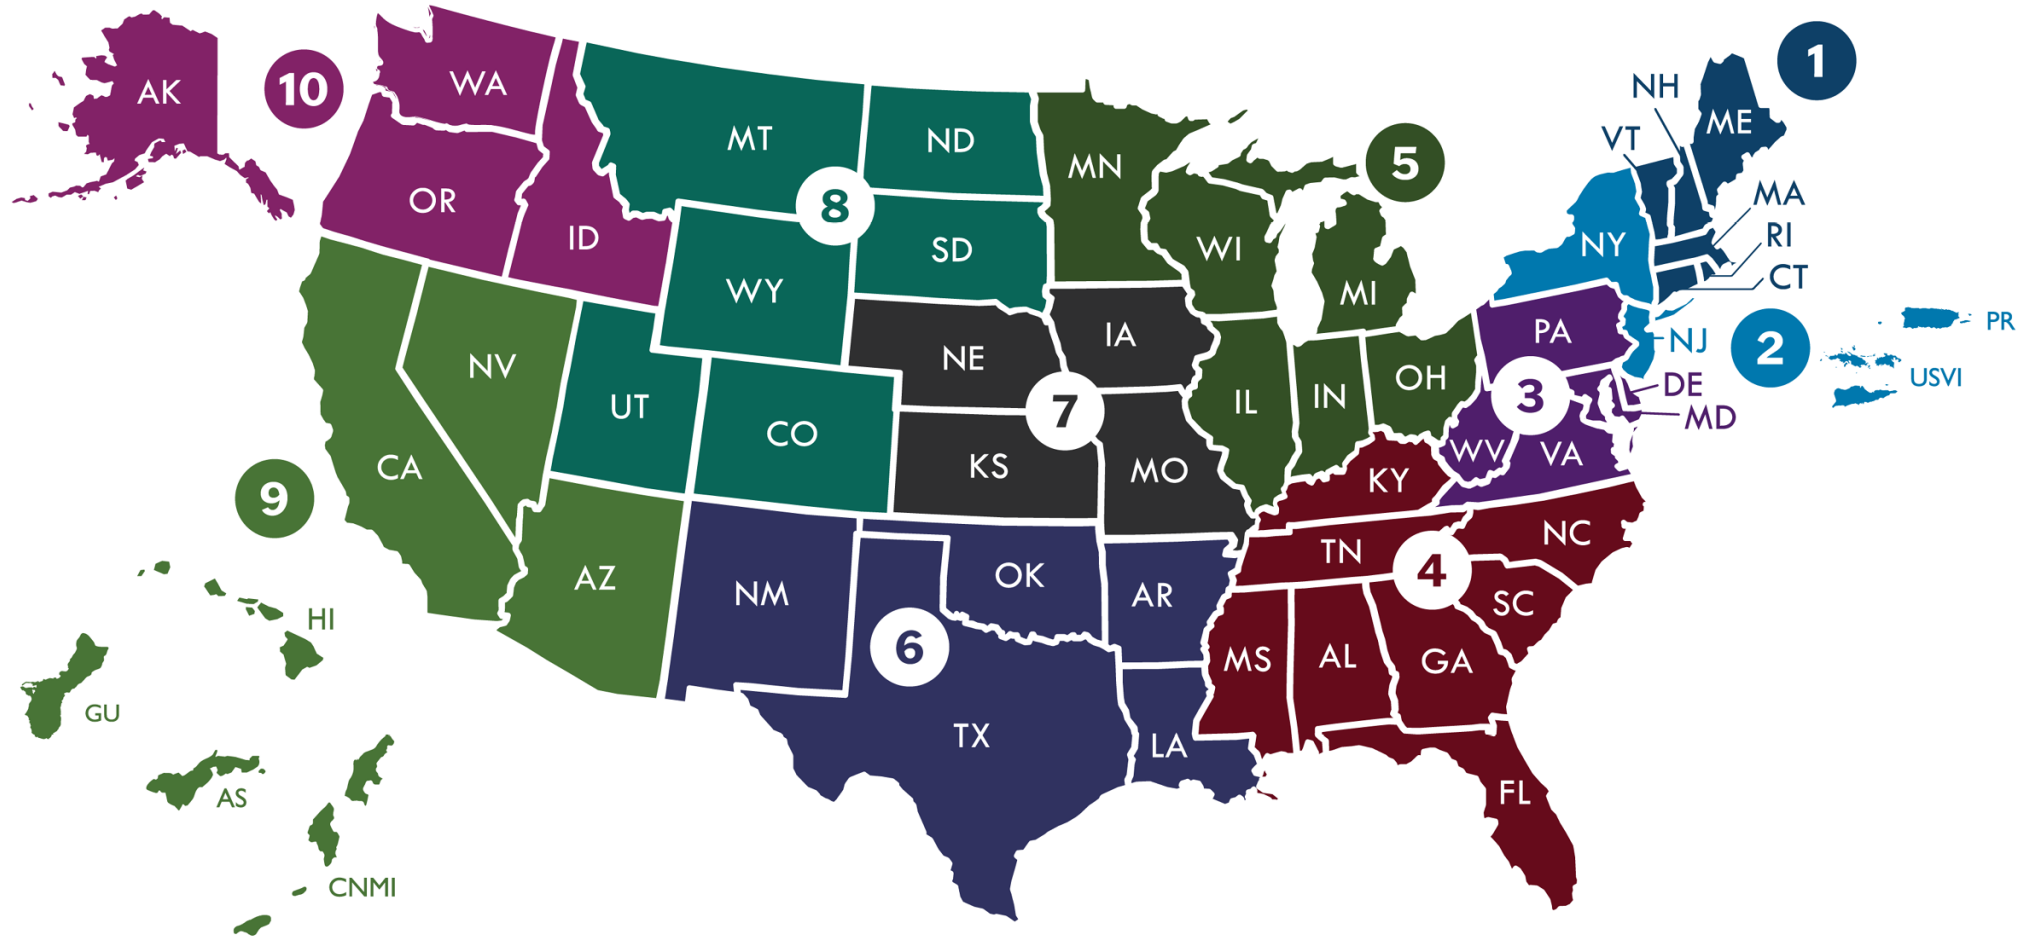 AK
10
WA
OR
ID
MT
ND
8
WY
SD
UT
CO
MN
WI
MI
5
IL
IN
OH
NH
VT
ME
1
MA
RI
CT
NY
NJ
2
PR
USVI
PA
3
DE
MD
WV
VA
NE
IA
7
KS
MO
KY
TN
NC
4
SC
MS
AL
GA
FL
NV
CA
9
AZ
HI
GU
AS
CNMI
NM
OK
AR
6
TX
LA